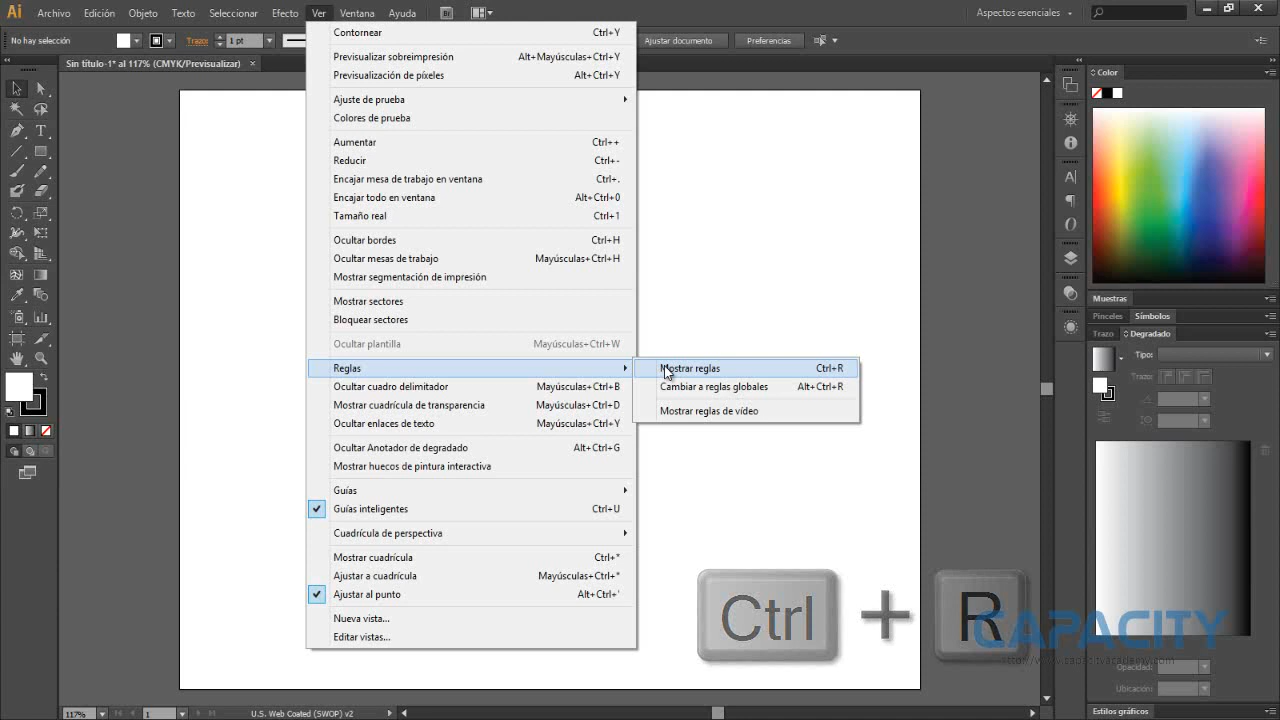 Ai Archivo Edición Objeto Texto Seleccionar Efecto Ver Ventana Ayuda Br Aspectos esenciales
No hay selección Trazo: 1 pt Ajustar documento Preferencias
Sin título-1* al 117% (CMYK/Previsualizar)
Contornear Ctrl+Y
Previsualizar sobreimpresión Alt+Mayúsculas+Ctrl+Y
Previsualización de píxeles Alt+Ctrl+Y
Ajuste de prueba
Colores de prueba
Aumentar Ctrl++
Reducir Ctrl+-
Encajar mesa de trabajo en ventana Ctrl+.
Encajar todo en ventana Alt+Ctrl+0
Tamaño real Ctrl+1
Ocultar bordes Ctrl+H
Ocultar mesas de trabajo Mayúsculas+Ctrl+H
Mostrar segmentación de impresión
Mostrar sectores
Bloquear sectores
Ocultar plantilla Mayúsculas+Ctrl+W
Reglas
Ocultar cuadro delimitador Mayúsculas+Ctrl+B
Mostrar cuadrícula de transparencia Mayúsculas+Ctrl+D
Ocultar enlaces de texto Mayúsculas+Ctrl+Y
Ocultar Anotador de degradado Alt+Ctrl+G
Mostrar huecos de pintura interactiva
Guías
Guías inteligentes Ctrl+U
Cuadrícula de perspectiva
Mostrar cuadrícula Ctrl+*
Ajustar a cuadrícula Mayúsculas+Ctrl+*
Ajustar al punto Alt+Ctrl+'
Nueva vista...
Editar vistas...
Mostrar reglas Ctrl+R
Cambiar a reglas globales Alt+Ctrl+R
Mostrar reglas de vídeo
Color
Muestras
Pinceles Símbolos
Trazo Degradado
Tipo:
Ctrl + R
CAPACITY
http://www.capacityacademy.com
Opacidad:
Ubicación:
Estilos gráficos
117% 1 U.S. Web Coated (SWOP) v2